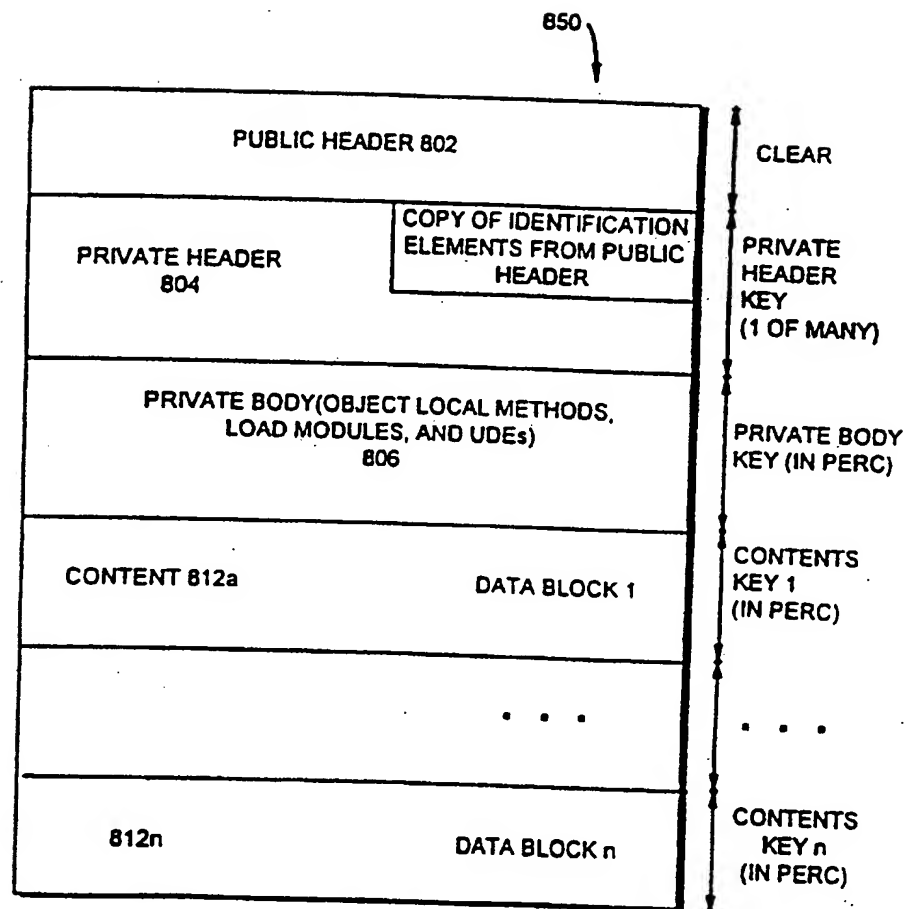 850
PUBLIC HEADER 802
CLEAR
COPY OF IDENTIFICATION
ELEMENTS FROM PUBLIC
HEADER
PRIVATE HEADER
804
PRIVATE
HEADER
KEY
(1 OF MANY)
PRIVATE BODY(OBJECT LOCAL METHODS,
LOAD MODULES, AND UDEs)
806
PRIVATE BODY
KEY (IN PERC)
CONTENT 812a
DATA BLOCK 1
CONTENTS
KEY 1
(IN PERC)
. . .
. . .
812n
DATA BLOCK n
CONTENTS
KEY n
(IN PERC)